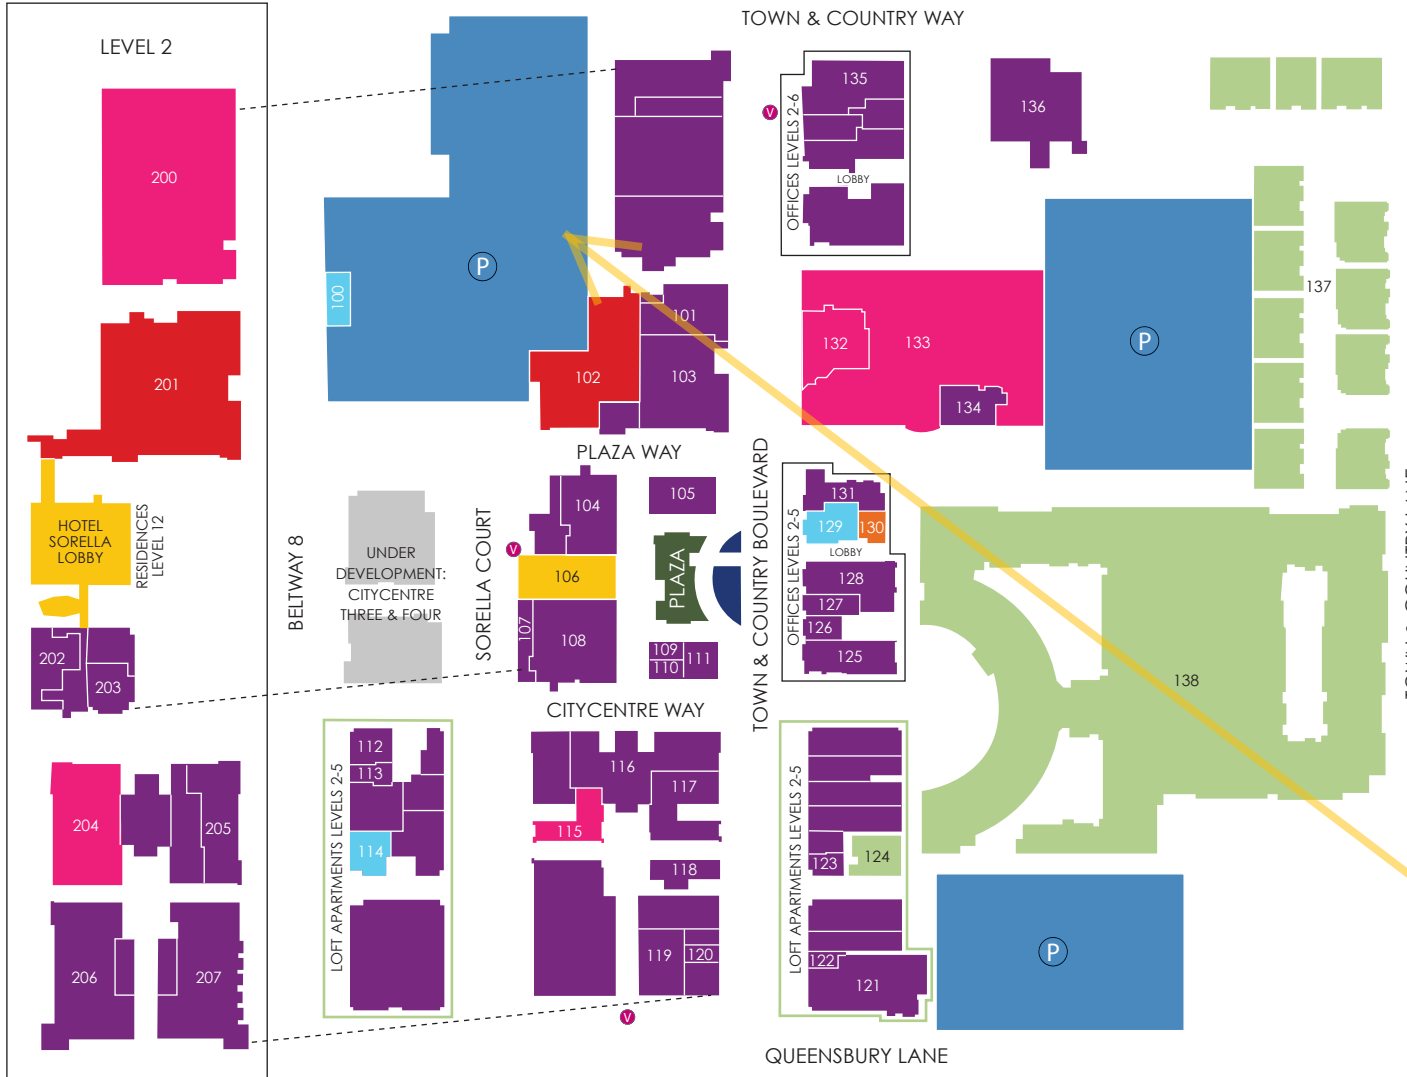 TOWN & COUNTRY WAY
LEVEL 2
200
201
HOTEL
SORELLA
LOBBY
RESIDENCES
LEVEL 12
202
203
204
205
206
207
BELTWAY 8
P
100
101
102
103
PLAZA WAY
UNDER
DEVELOPMENT:
CITYCENTRE
THREE & FOUR
SORELLA COURT
V
104
105
106
107
108
PLAZA
109
110
111
CITYCENTRE WAY
LOFT APARTMENTS LEVELS 2-5
112
113
114
115
116
117
118
119
120
V
TOWN & COUNTRY BOULEVARD
V
OFFICES LEVELS 2-6
135
LOBBY
136
132
133
134
P
137
OFFICES LEVELS 2-5
131
129
130
LOBBY
128
127
126
125
138
LOFT APARTMENTS LEVELS 2-5
123
124
122
121
P
QUEENSBURY LANE